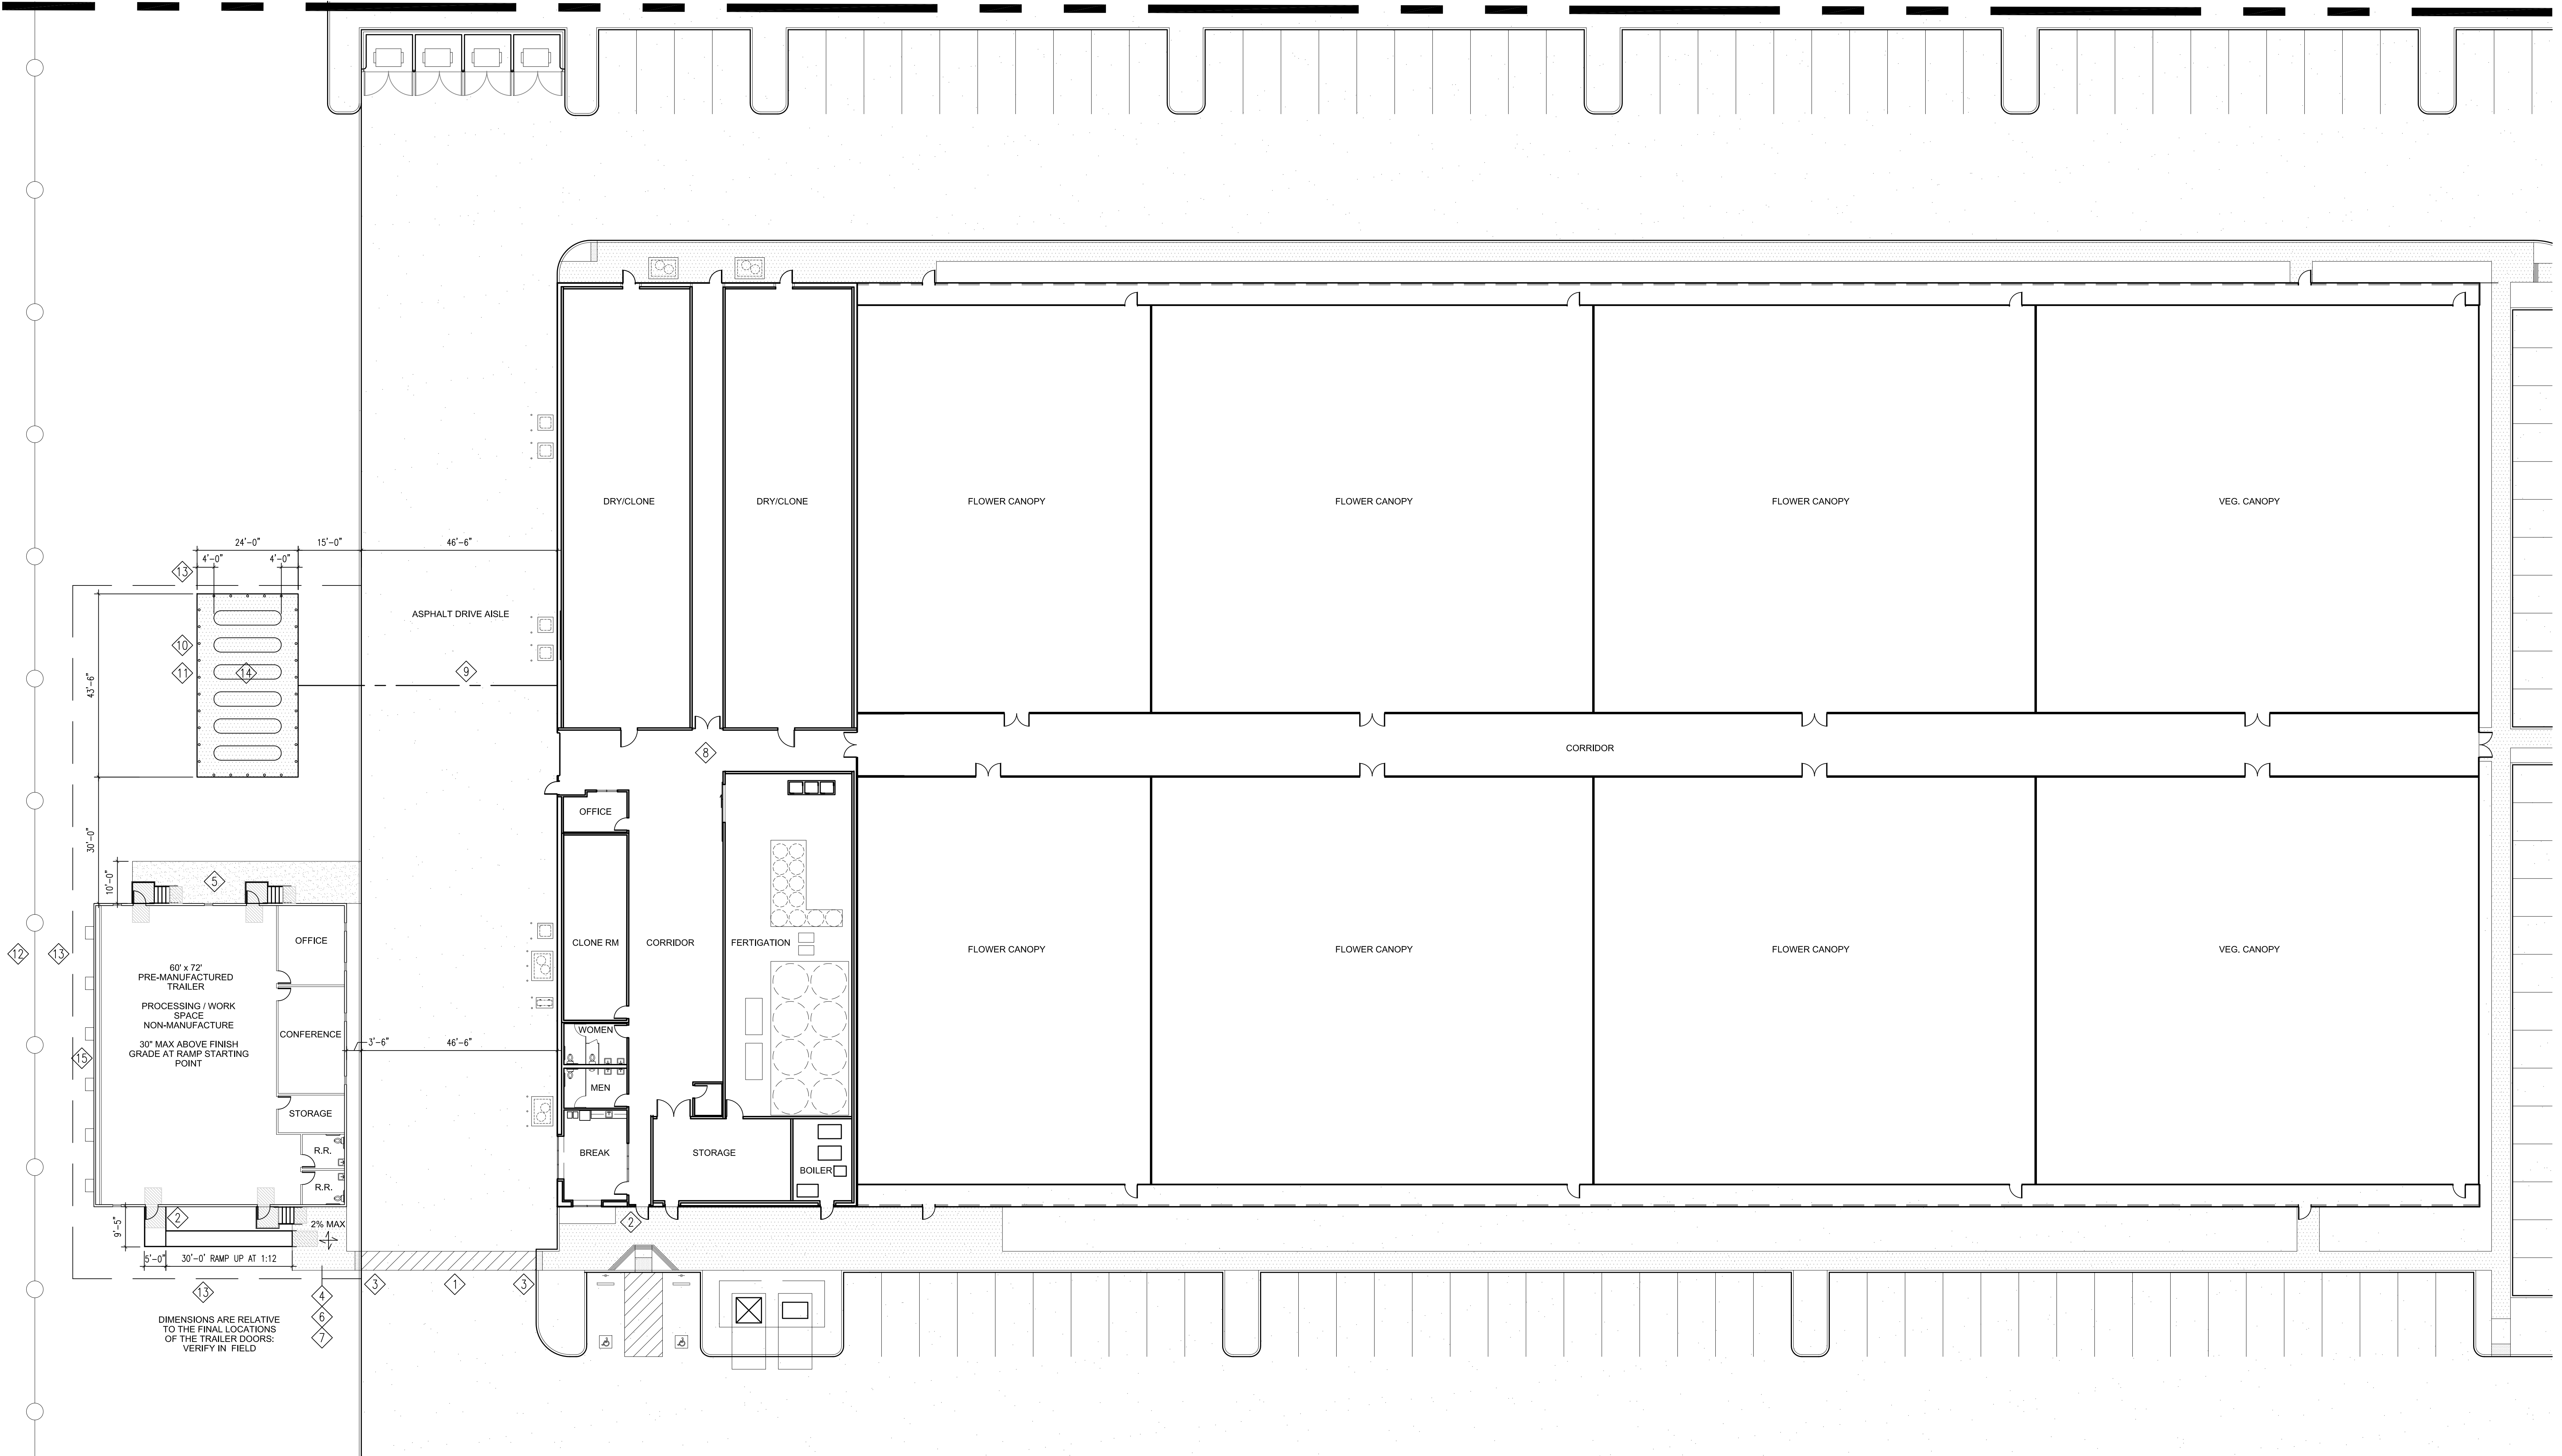 DRY/CLONE
DRY/CLONE
FLOWER CANOPY
FLOWER CANOPY
FLOWER CANOPY
VEG. CANOPY
24'-0"
15'-0"
46'-6"
4'-0"
4'-0"
13
ASPHALT DRIVE AISLE
10
11
14
9
43'-6"
8
CORRIDOR
OFFICE
30'-0"
10'-0"
5
OFFICE
CLONE RM
CORRIDOR
FERTIGATION
FLOWER CANOPY
FLOWER CANOPY
FLOWER CANOPY
VEG. CANOPY
12
13
60' x 72'
PRE-MANUFACTURED
TRAILER
PROCESSING / WORK
SPACE
NON-MANUFACTURE
30" MAX ABOVE FINISH
GRADE AT RAMP STARTING
POINT
CONFERENCE
WOMEN
3'-6"
46'-6"
15
MEN
STORAGE
R.R.
BREAK
STORAGE
BOILER
R.R.
2
2% MAX
2
9'-5"
5'-0"
30'-0' RAMP UP AT 1:12
3
1
3
13
4
6
7
DIMENSIONS ARE RELATIVE
TO THE FINAL LOCATIONS
OF THE TRAILER DOORS:
VERIFY IN FIELD